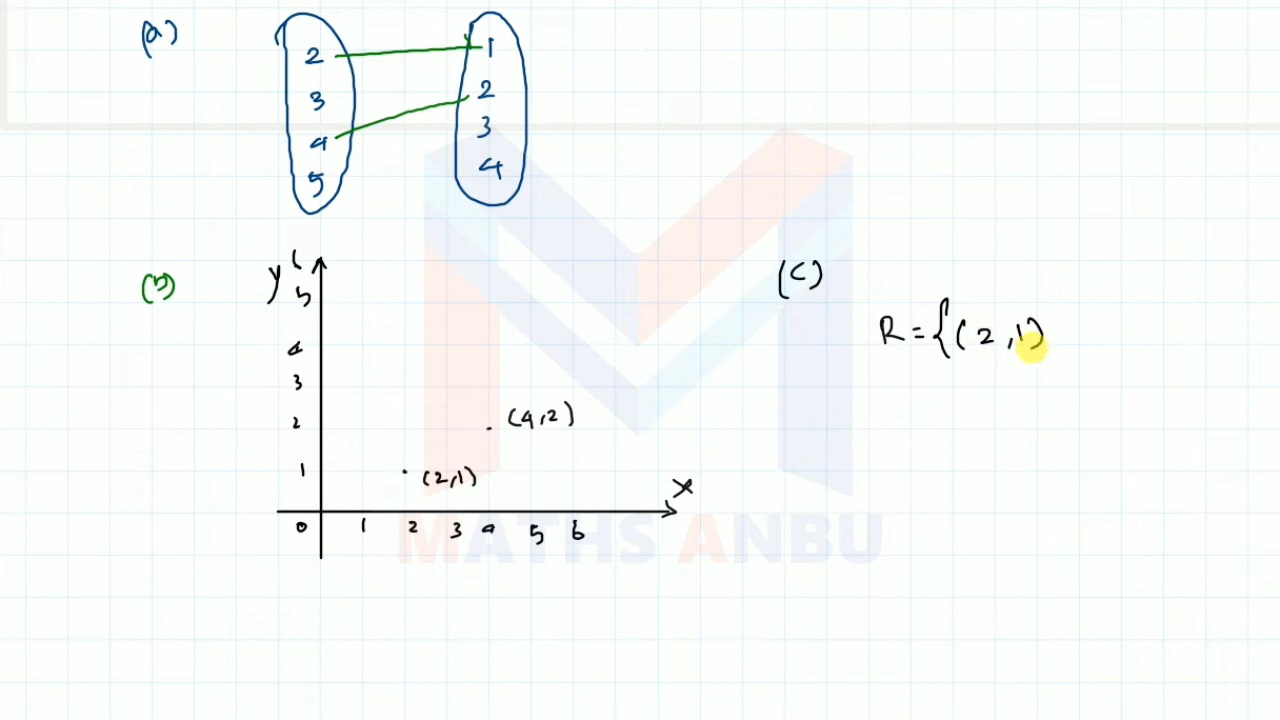 (a)
2 1
3 2
4 3
5 4
(b)
y 6
5
4
3
2 (4,2)
1 (2,1)
x
0 1 2 3 4 5 6
(c)
R = {(2,1)
MATHS ANBU